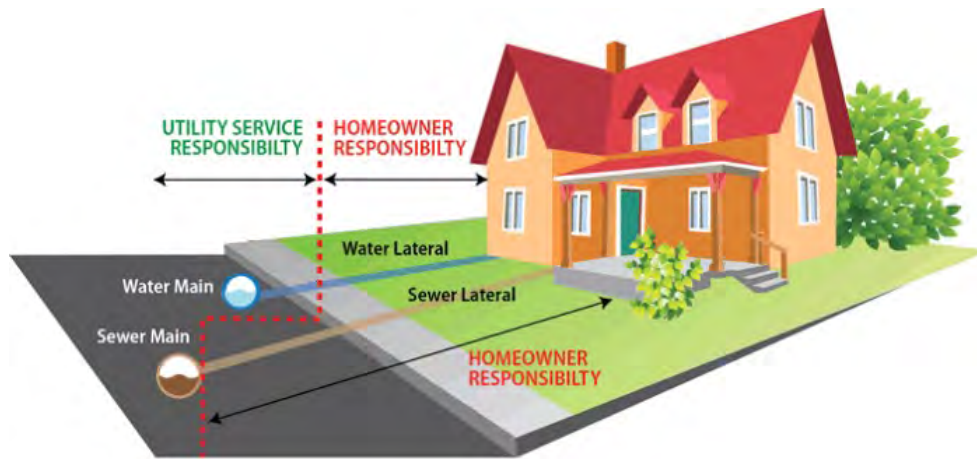 UTILITY SERVICE
RESPONSIBILTY
HOMEOWNER
RESPONSIBILTY
Water Lateral
Water Main
Sewer Lateral
Sewer Main
HOMEOWNER
RESPONSIBILTY